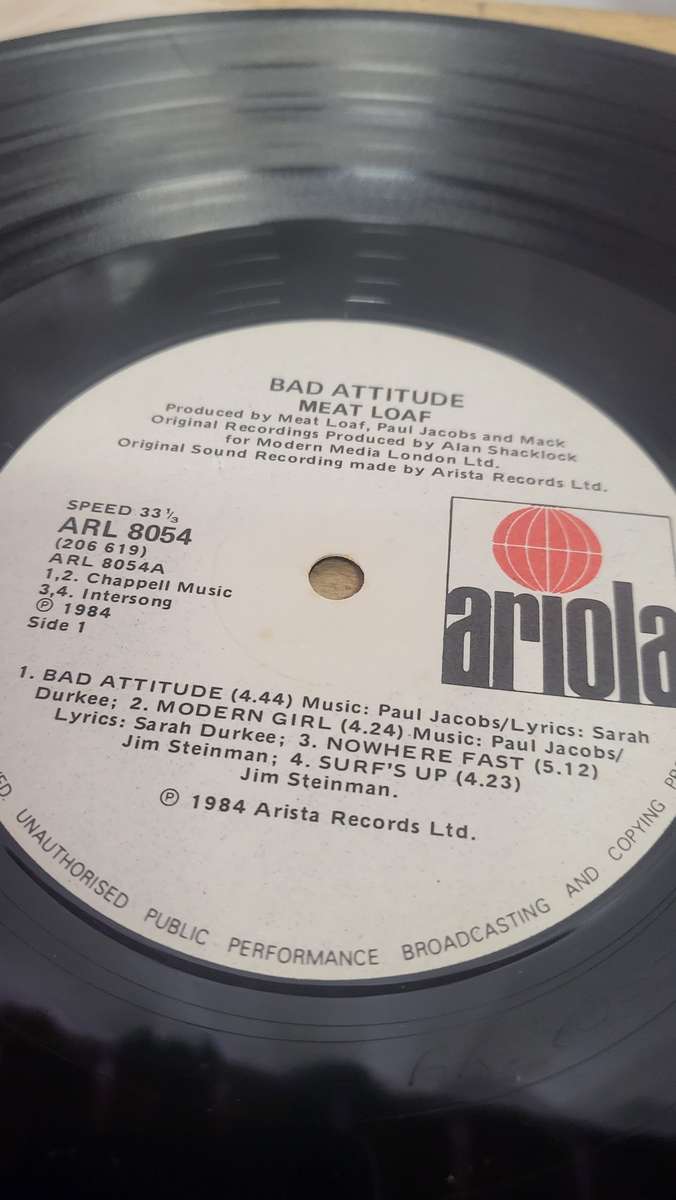 BAD ATTITUDE
MEAT LOAF
Produced by Meat Loaf, Paul Jacobs and Mack
Original Recordings Produced by Alan Shacklock
for Modern Media London Ltd.
Original Sound Recording made by Arista Records Ltd.
SPEED 33⅓
ARL 8054
(206 619)
ARL 8054A
1,2. Chappell Music
3,4. Intersong
℗ 1984
Side 1
ariola
1. BAD ATTITUDE (4.44) Music: Paul Jacobs/Lyrics: Sarah
Durkee; 2. MODERN GIRL (4.24) Music: Paul Jacobs/
Lyrics: Sarah Durkee; 3. NOWHERE FAST (5.12)
Jim Steinman; 4. SURF'S UP (4.23)
Jim Steinman.
℗ 1984 Arista Records Ltd.
UNAUTHORISED PUBLIC PERFORMANCE BROADCASTING AND COPYING